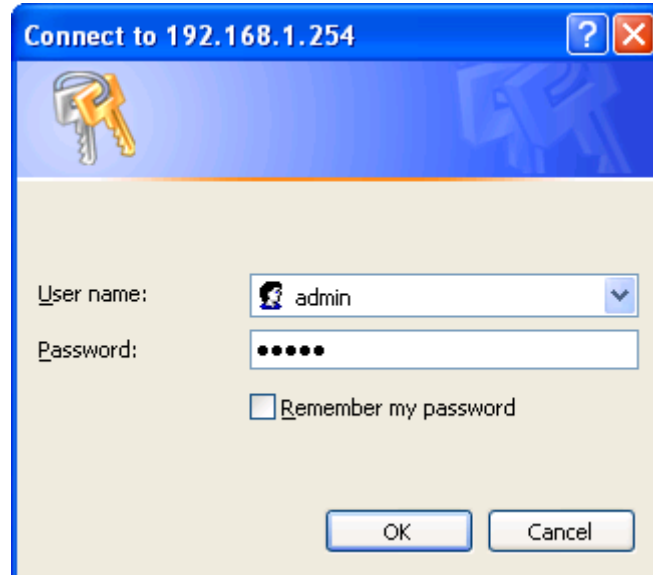 Connect to 192.168.1.254
User name:
admin
Password:
•••••
Remember my password
OK
Cancel